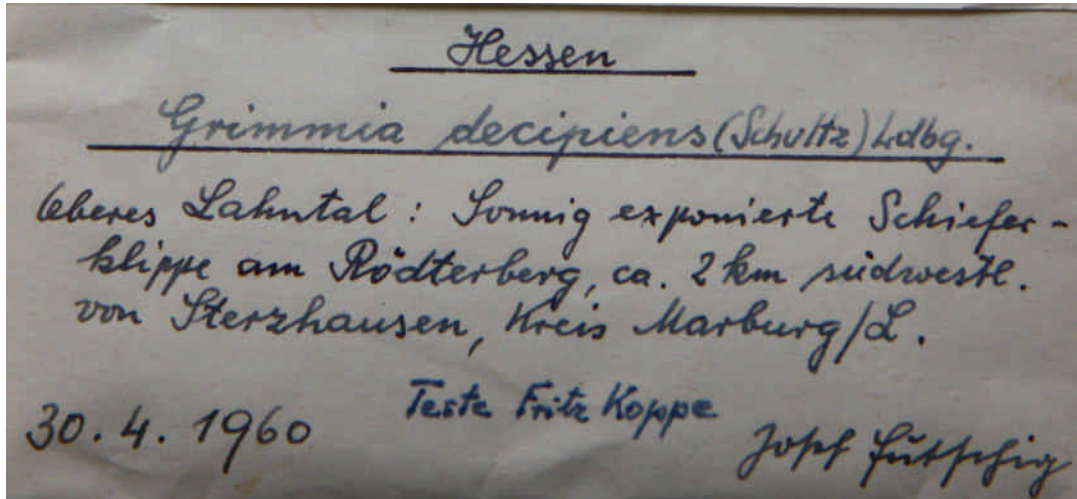 Hessen
Grimmia decipiens (Schultz) Ldbg.
Oberes Lahntal : Sonnig exponierte Schiefer-
klippe am Rödterberg, ca. 2 km südwestl.
von Sterzhausen, Kreis Marburg/L.
Teste Fritz Koppe
30. 4. 1960 Josef Futschig